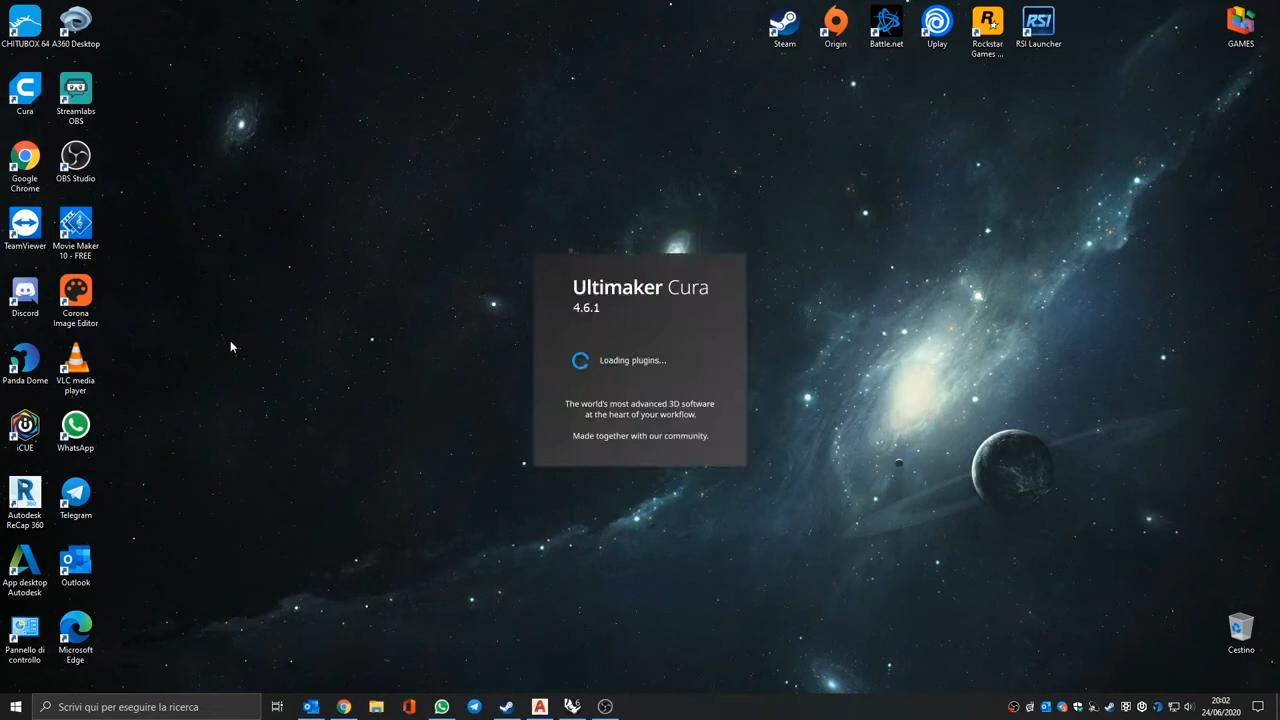 CHITUBOX 64
A360 Desktop
Steam
Origin
Battle.net
Uplay
Rockstar
Games ...
RSI Launcher
GAMES
Cura
Streamlabs
OBS
Google
Chrome
OBS Studio
TeamViewer
Movie Maker
10 - FREE
Discord
Corona
Image Editor
Panda Dome
VLC media
player
iCUE
WhatsApp
Autodesk
ReCap 360
Telegram
App desktop
Autodesk
Outlook
Pannello di
controllo
Microsoft
Edge
Ultimaker Cura
4.6.1
Loading plugins...
The world's most advanced 3D software
at the heart of your workflow.
Made together with our community.
Cestino
Scrivi qui per eseguire la ricerca
20:02
24/06/2020